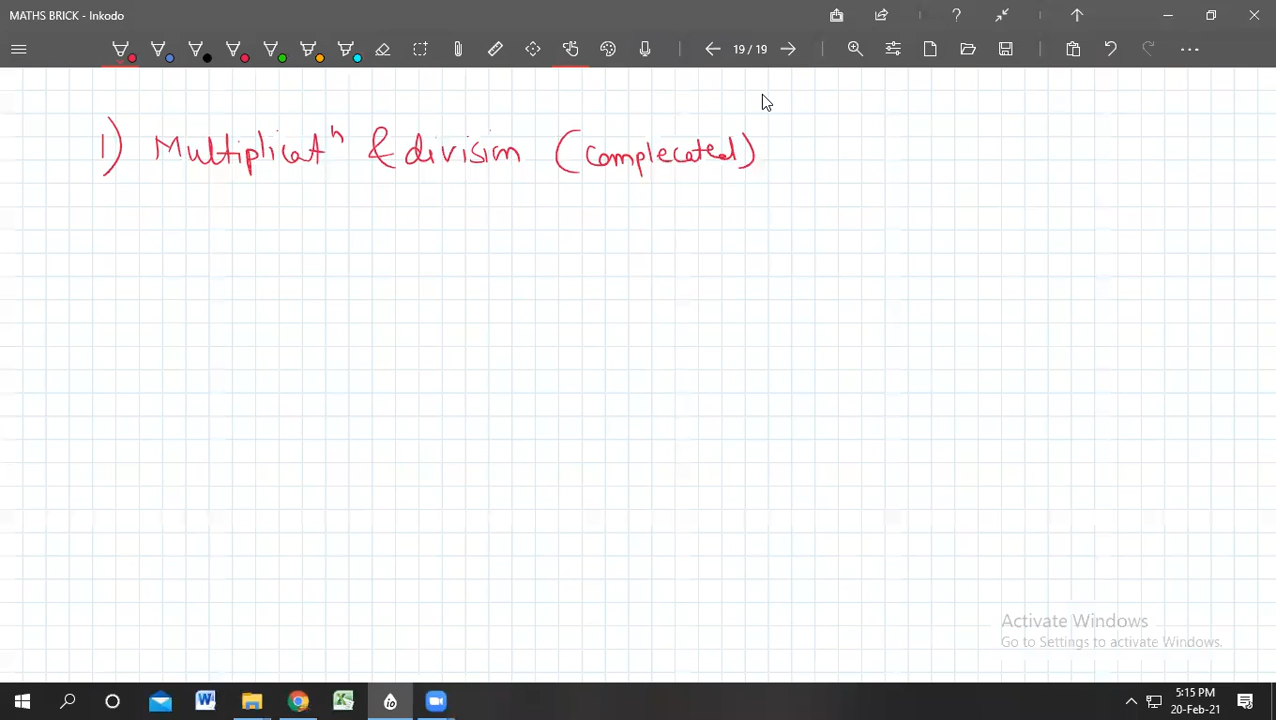 MATHS BRICK - Inkodo
19 / 19
1) Multiplicatⁿ & division (complecated)
Activate Windows
Go to Settings to activate Windows.
5:15 PM
20-Feb-21